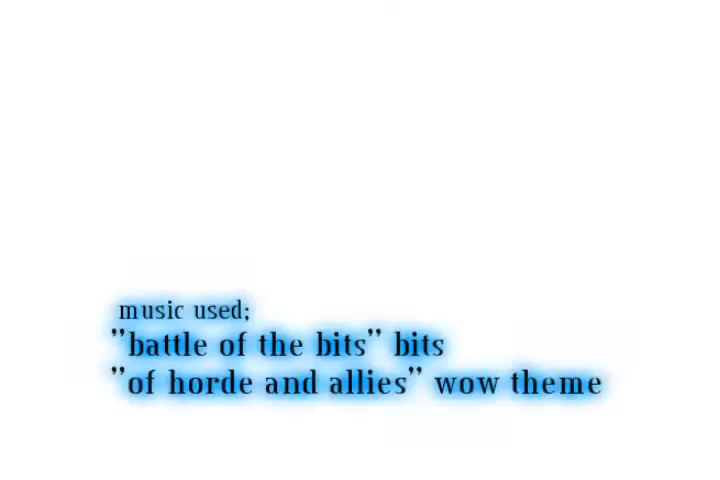 music used;
”battle of the bits” bits
”of horde and allies” wow theme